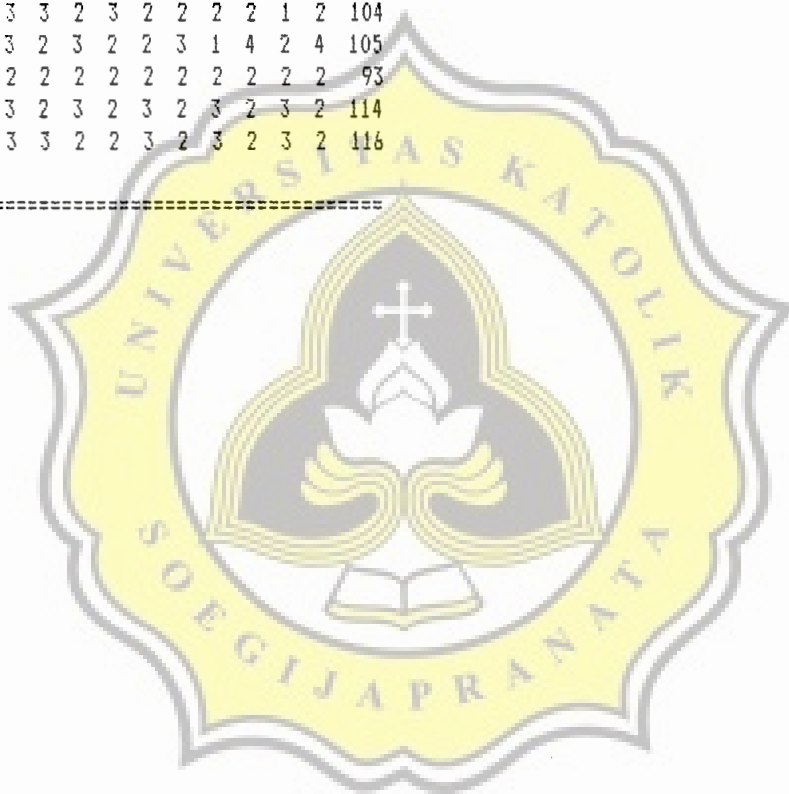 3 3 2 3 2 2 2 2 1 2 104
3 2 3 2 2 3 1 4 2 4 105
2 2 2 2 2 2 2 2 2 2 93
3 2 3 2 3 2 3 2 3 2 114
3 3 2 2 3 2 3 2 3 2 116
UNIVERSITAS KATOLIK
SOEGIJAPRANATA